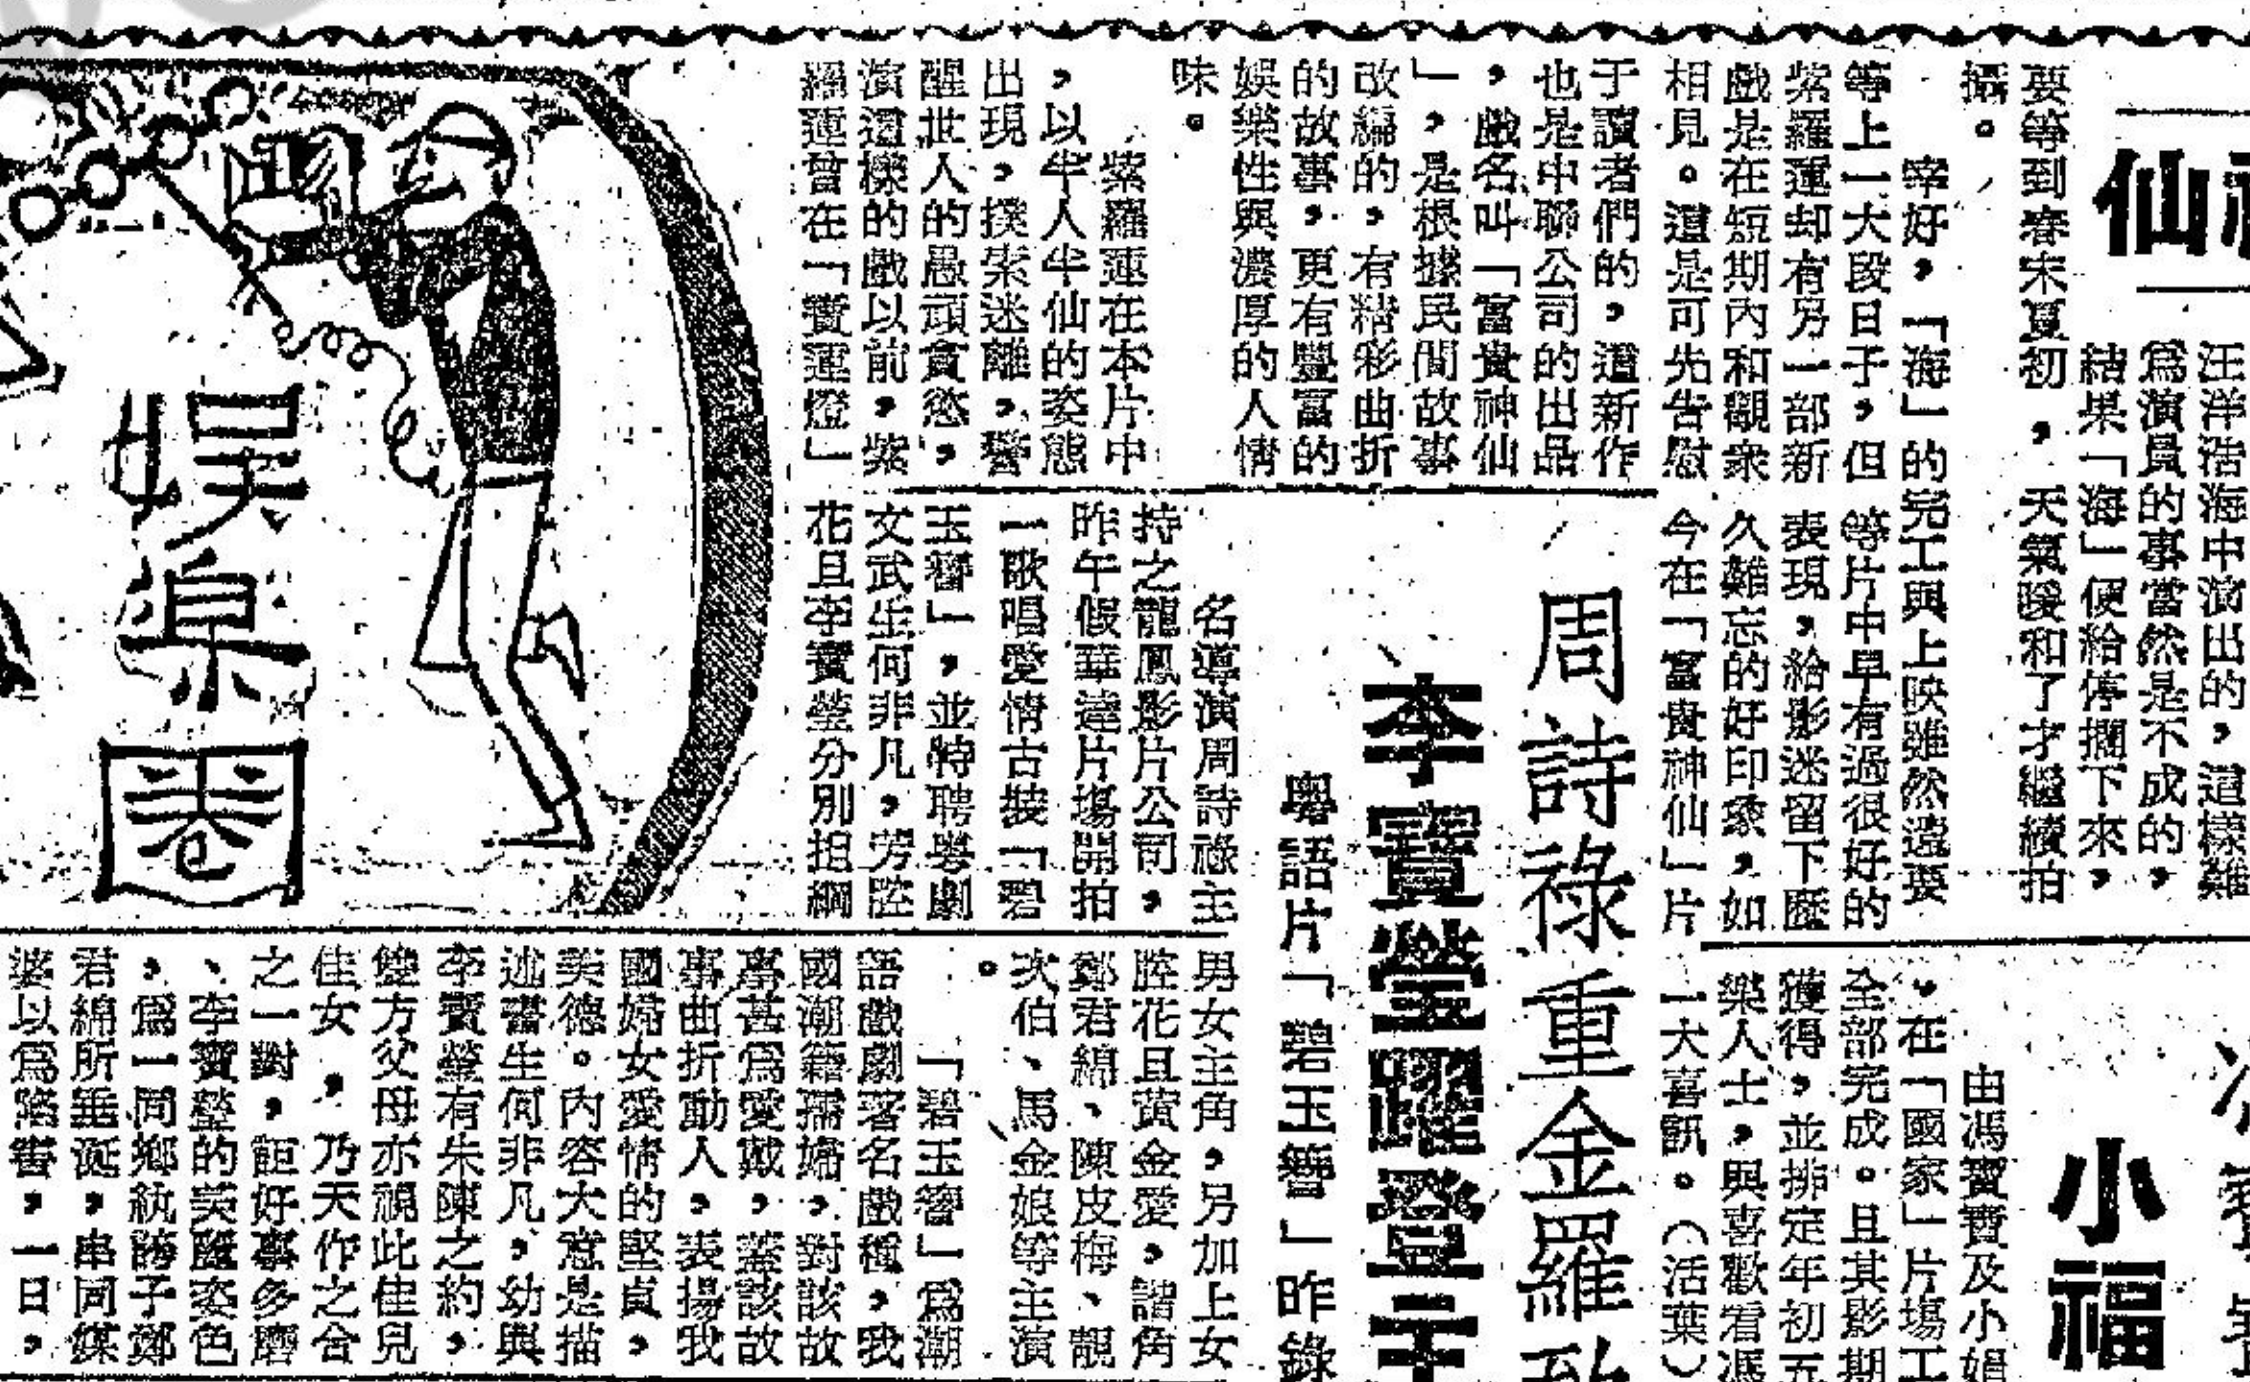 仙
汪洋浩海中演出的，這樣難
爲演員的事當然是不成的，
結果「海」便給停擱下來，
要等到春末夏初，天氣暖和了才繼續拍
攝。
幸好，「海」的完工與上映雖然還要
等上一大段日子，但
紫羅蓮却有另一部新
戲是在短期內和觀衆
相見。這是可先告慰
于讀者們的，這新作
也是中聯公司的出品
，戲名叫「富貴神仙
」，是根據民間故事
改編的，有精彩曲折
的故事，更有豐富的
娛樂性與濃厚的人情
味。
紫羅蓮在本片中
，以半人半仙的姿態
出現，撲朔迷離，警
醒世人的愚頑貪慾，
演這樣的戲以前，紫
羅蓮曾在「寶蓮燈」
等片中早有過很好的
表現，給影迷留下歷
久難忘的好印象，如
今在「富貴神仙」片
娛樂圈
周詩祿重金羅致
李寶瑩躍登
粵語片「碧玉簪」昨錄
名導演周詩祿主
持之龍鳳影片公司，
昨午假華達片場開拍
一歌唱愛情古裝「碧
玉簪」，並特聘粵劇
文武生何非凡，芳腔
花旦李寶瑩分別担綱
男女主角，另加上女
腔花旦黃金愛，諧角
鄭君綿、陳皮梅、靚
次伯、馬金娘等主演
。
「碧玉簪」爲潮
語戲劇著名戲種，我
國潮籍孺婦，對該故
事甚爲愛戴，蓋該故
事曲折動人，表揚我
國婦女愛情的堅貞，
美德。內容大意是描
述書生何非凡，幼與
李寶瑩有朱陳之約，
雙方父母亦視此佳兒
佳女，乃天作之合
之一對，詎好事多磨
、李寶瑩的美麗姿色
，爲一同鄉紈絝子鄭
君綿所垂涎，串同媒
婆以爲陰害，一日，
小福
由馮寶寶及小娟
，在「國家」片場工
全部完成。且其影期
獲得，並排定年初五
樂人士，與喜歡看馮
一大喜訊。（活葉）